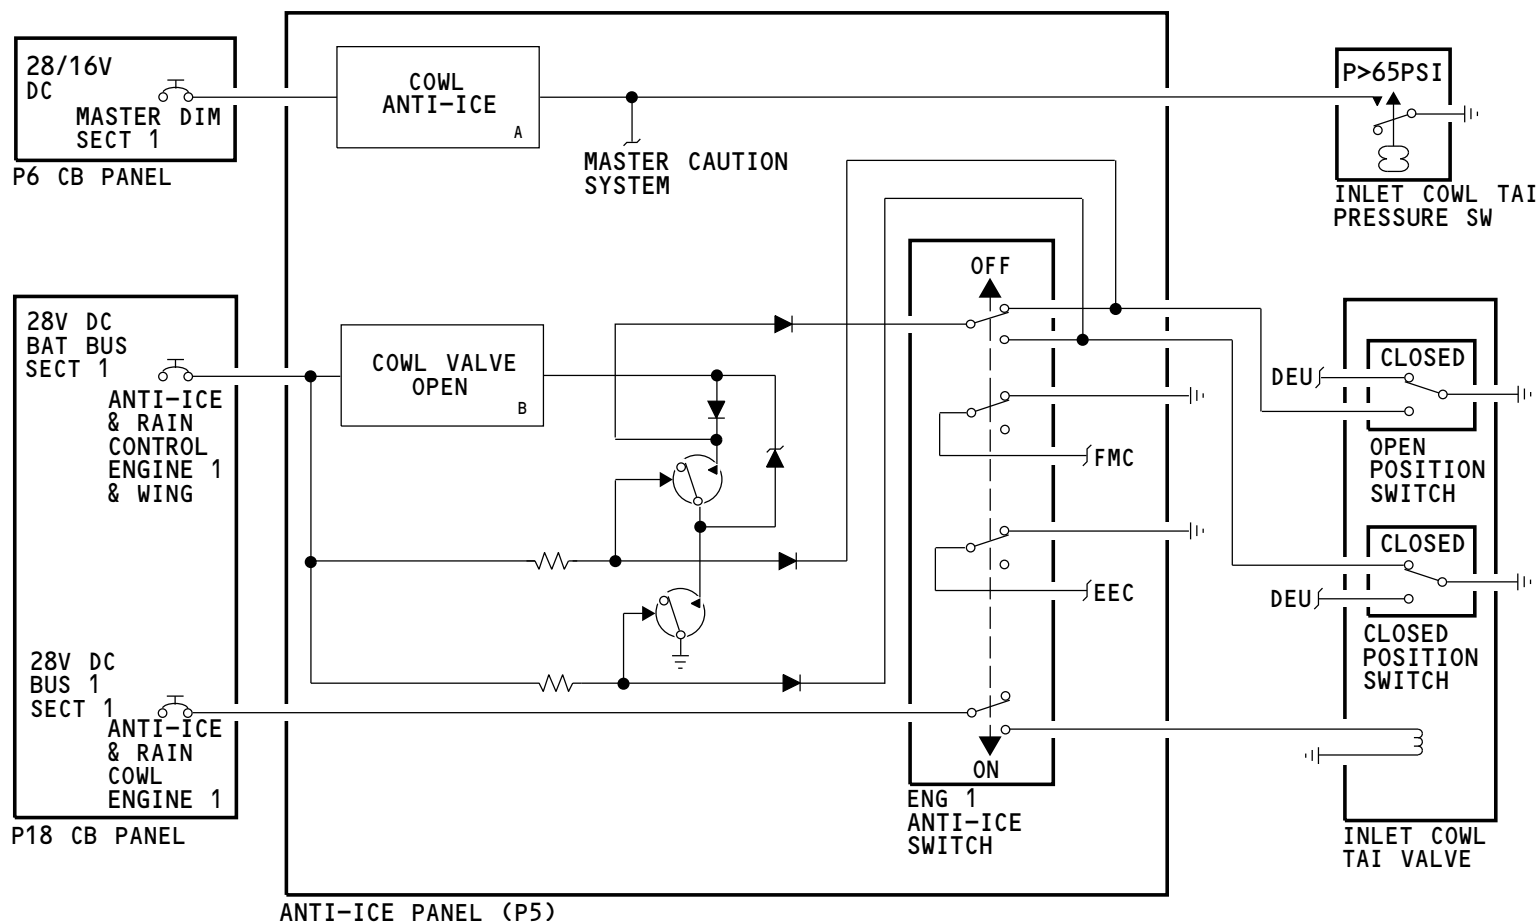 28/16V
DC
MASTER DIM
SECT 1
P6 CB PANEL
COWL
ANTI-ICE
A
MASTER CAUTION
SYSTEM
P>65PSI
INLET COWL TAI
PRESSURE SW
28V DC
BAT BUS
SECT 1
ANTI-ICE
& RAIN
CONTROL
ENGINE 1
& WING
28V DC
BUS 1
SECT 1
ANTI-ICE
& RAIN
COWL
ENGINE 1
P18 CB PANEL
COWL VALVE
OPEN
B
OFF
FMC
EEC
ON
ENG 1
ANTI-ICE
SWITCH
DEU
CLOSED
OPEN
POSITION
SWITCH
CLOSED
DEU
CLOSED
POSITION
SWITCH
INLET COWL
TAI VALVE
ANTI-ICE PANEL (P5)